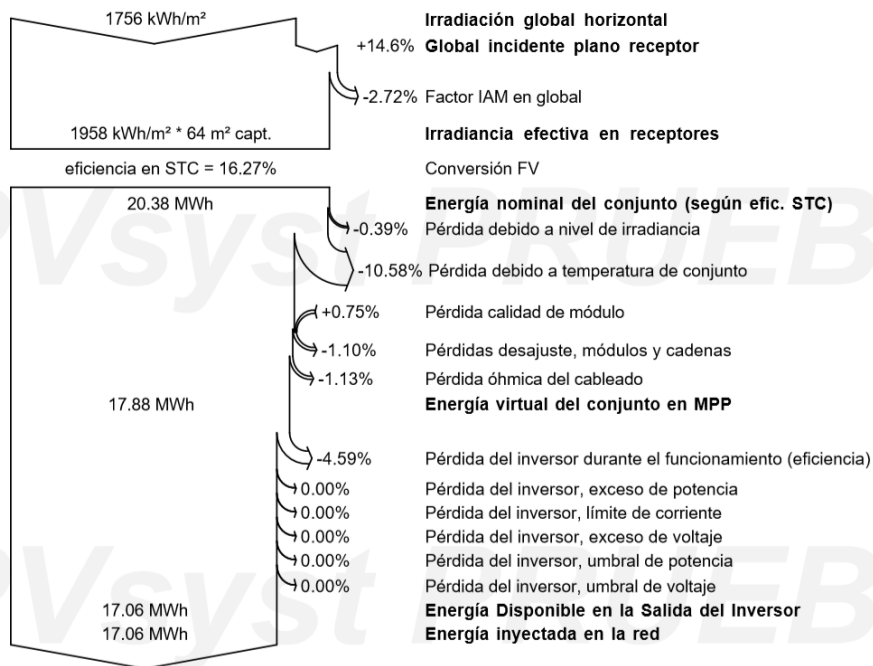 1756 kWh/m² Irradiación global horizontal
+14.6% Global incidente plano receptor
-2.72% Factor IAM en global
1958 kWh/m² * 64 m² capt. Irradiancia efectiva en receptores
eficiencia en STC = 16.27% Conversión FV
20.38 MWh Energía nominal del conjunto (según efic. STC)
-0.39% Pérdida debido a nivel de irradiancia
PVsyst PRUEB
-10.58% Pérdida debido a temperatura de conjunto
+0.75% Pérdida calidad de módulo
-1.10% Pérdidas desajuste, módulos y cadenas
-1.13% Pérdida óhmica del cableado
17.88 MWh Energía virtual del conjunto en MPP
-4.59% Pérdida del inversor durante el funcionamiento (eficiencia)
0.00% Pérdida del inversor, exceso de potencia
0.00% Pérdida del inversor, límite de corriente
0.00% Pérdida del inversor, exceso de voltaje
0.00% Pérdida del inversor, umbral de potencia
0.00% Pérdida del inversor, umbral de voltaje
PVsyst PRUEB
17.06 MWh Energía Disponible en la Salida del Inversor
17.06 MWh Energía inyectada en la red